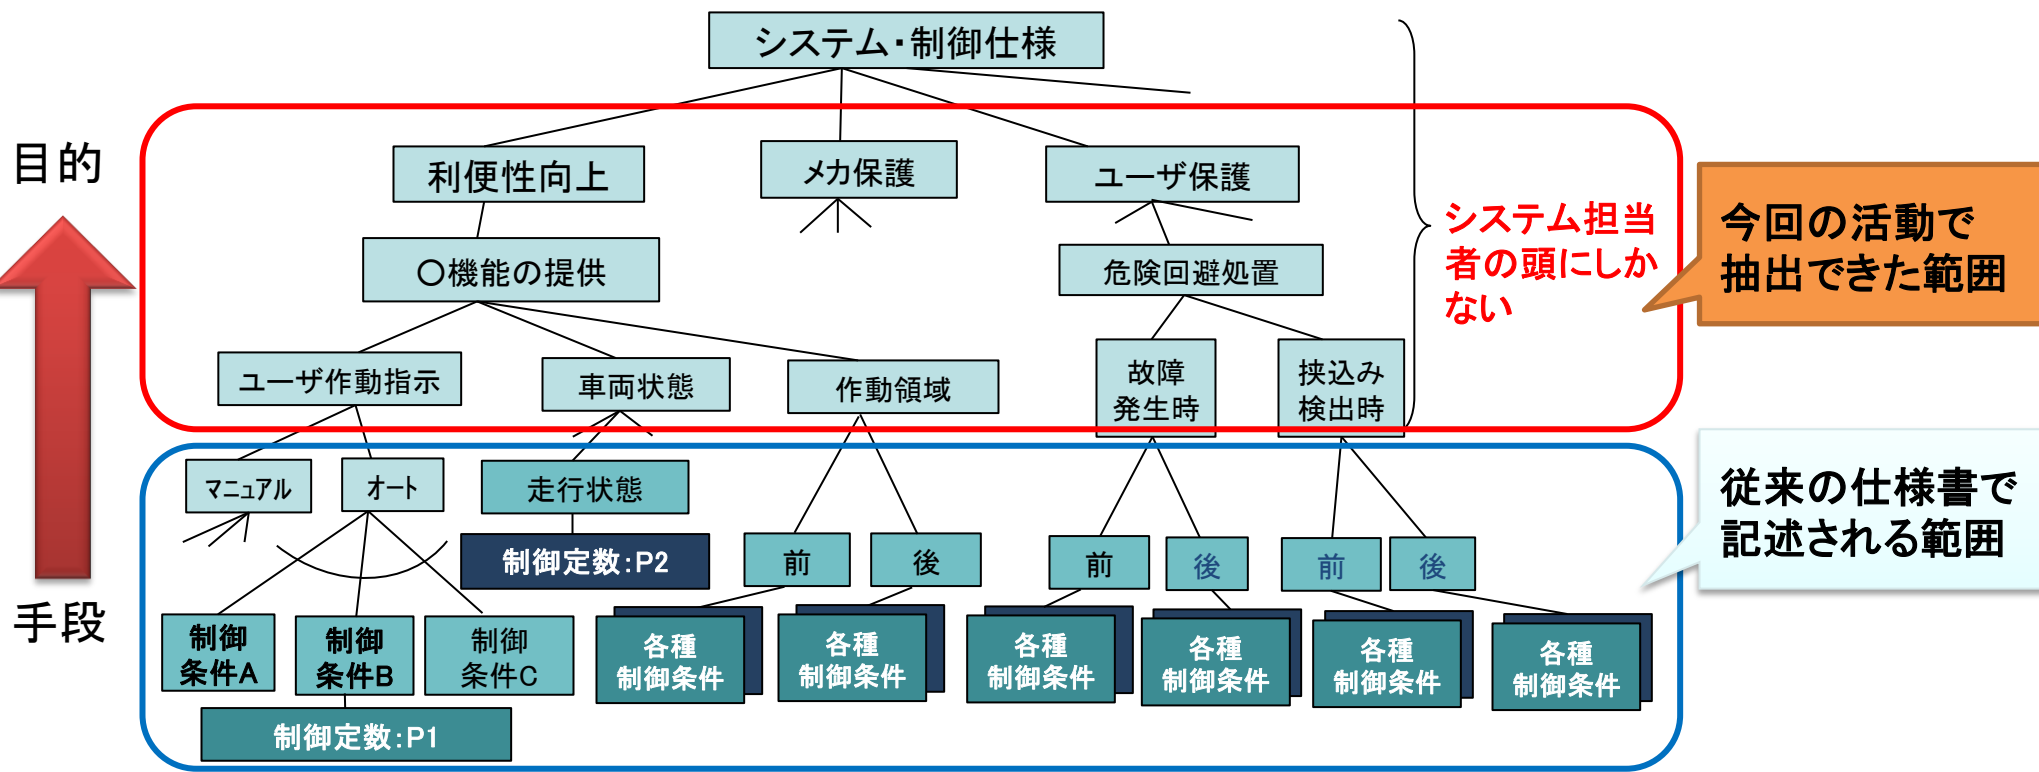 システム・制御仕様
目的
利便性向上
メカ保護
ユーザ保護
システム担当
者の頭にしか
ない
今回の活動で
抽出できた範囲
〇機能の提供
危険回避処置
ユーザ作動指示
車両状態
作動領域
故障
発生時
挟込み
検出時
マニュアル
オート
走行状態
従来の仕様書で
記述される範囲
制御定数:P2
前
後
前
後
前
後
手段
制御
条件A
制御
条件B
制御
条件C
各種
制御条件
各種
制御条件
各種
制御条件
各種
制御条件
各種
制御条件
各種
制御条件
制御定数:P1